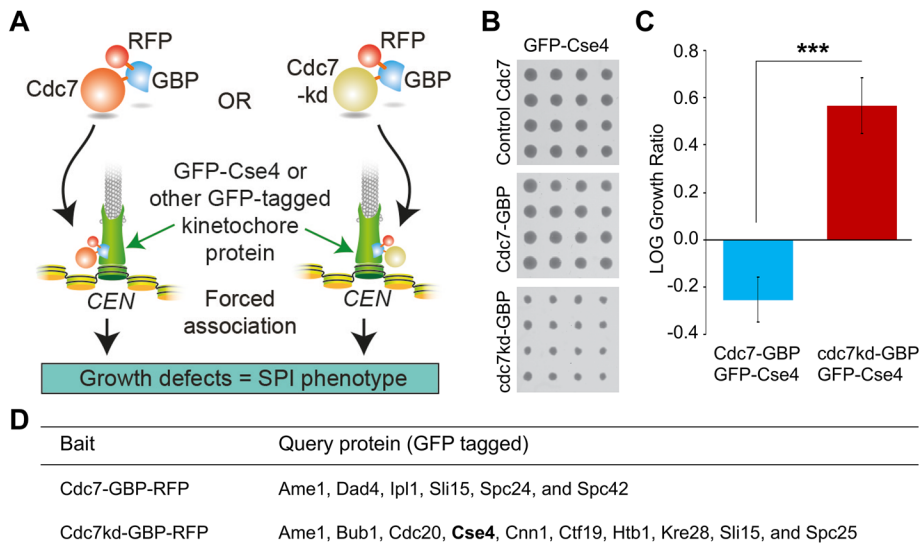 A
RFP
Cdc7
GBP
OR
RFP
Cdc7
-kd
GBP
GFP-Cse4 or
other GFP-tagged
kinetochore
protein
CEN
Forced
association
CEN
Growth defects = SPI phenotype
B
GFP-Cse4
Control Cdc7
Cdc7-GBP
cdc7kd-GBP
C
LOG Growth Ratio
0.8
0.6
0.4
0.2
0.0
-0.2
-0.4
***
Cdc7-GBP
GFP-Cse4
cdc7kd-GBP
GFP-Cse4
D
Bait Query protein (GFP tagged)
Cdc7-GBP-RFP Ame1, Dad4, Ipl1, Sli15, Spc24, and Spc42
Cdc7kd-GBP-RFP Ame1, Bub1, Cdc20, Cse4, Cnn1, Ctf19, Htb1, Kre28, Sli15, and Spc25